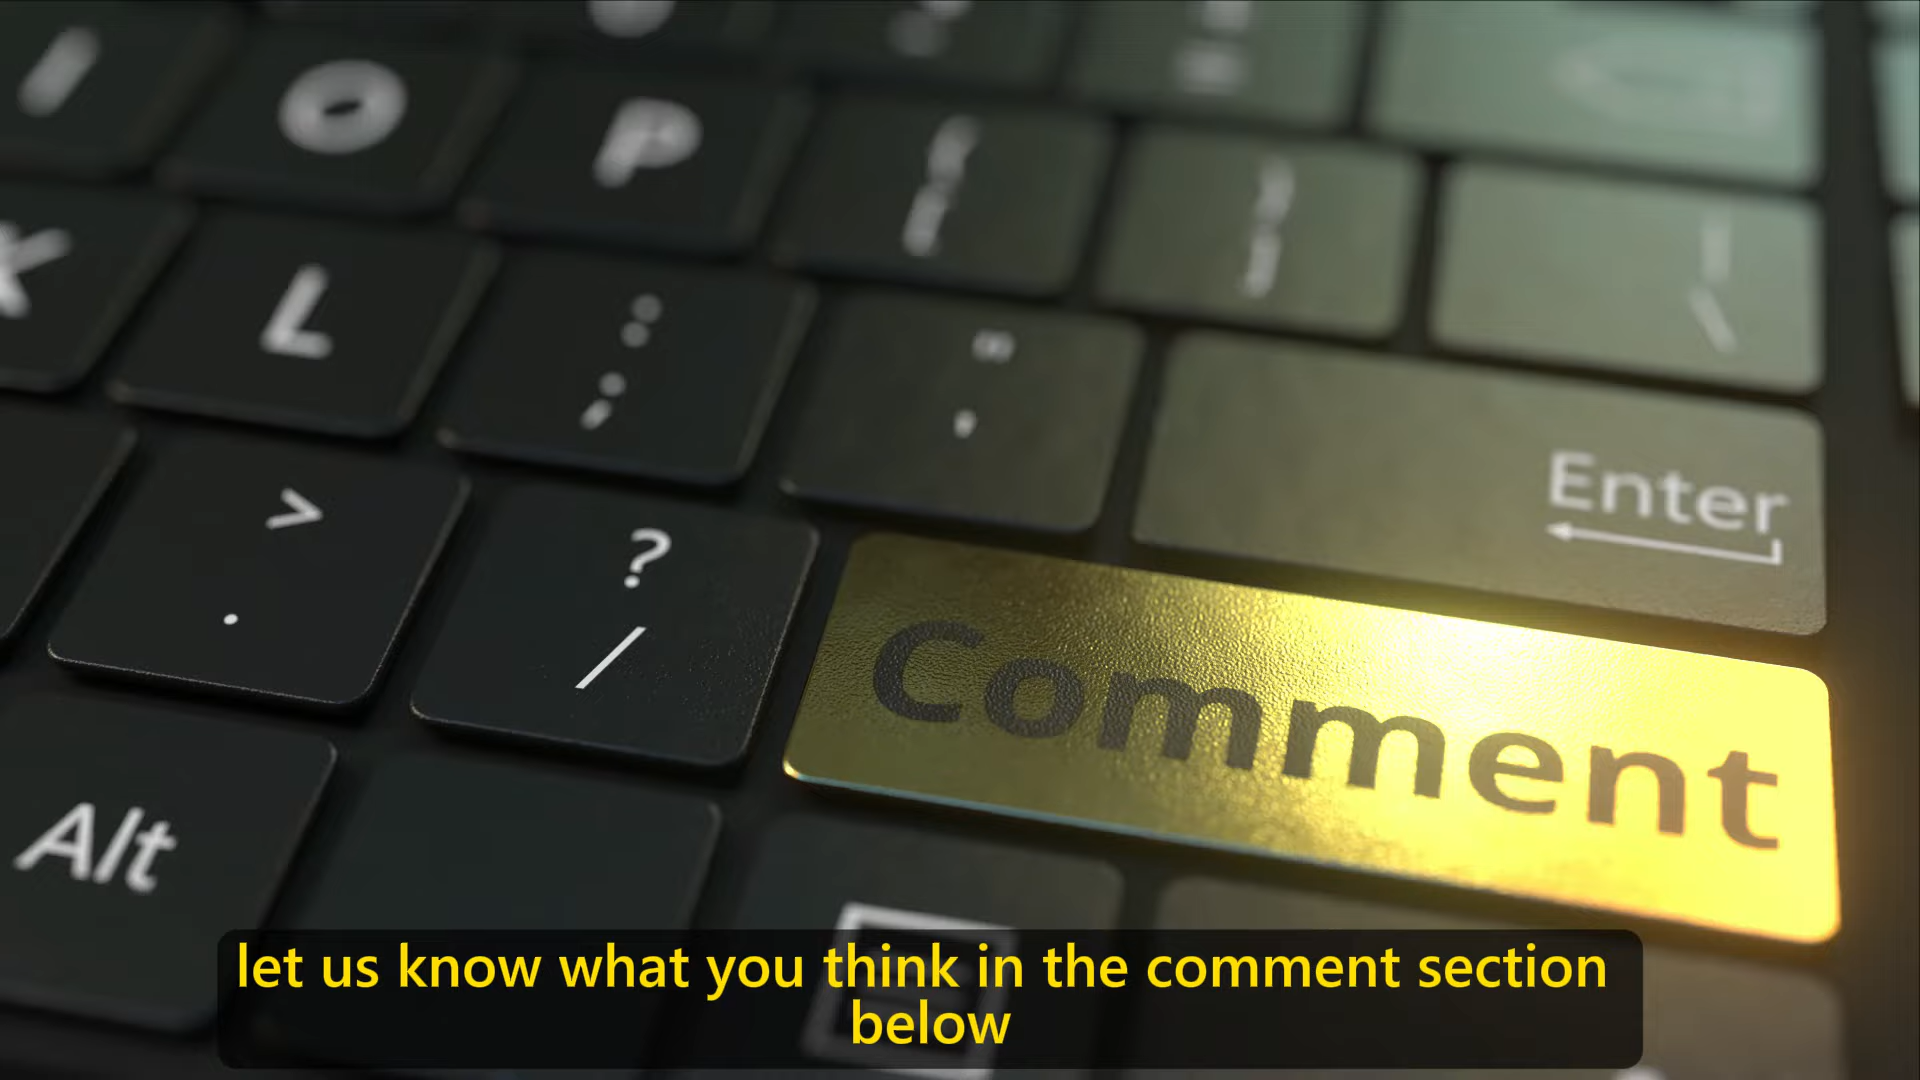 I O P
K L : ;
" '
Enter
> .
? /
Comment
Alt
let us know what you think in the comment section
below